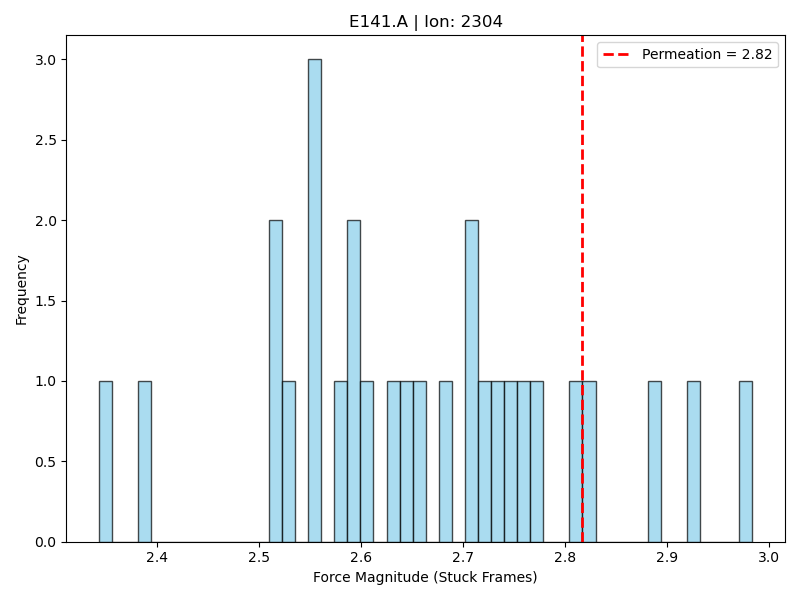 E141.A | Ion: 2304
Permeation = 2.82
Frequency
3.0
2.5
2.0
1.5
1.0
0.5
0.0
2.4 2.5 2.6 2.7 2.8 2.9 3.0
Force Magnitude (Stuck Frames)